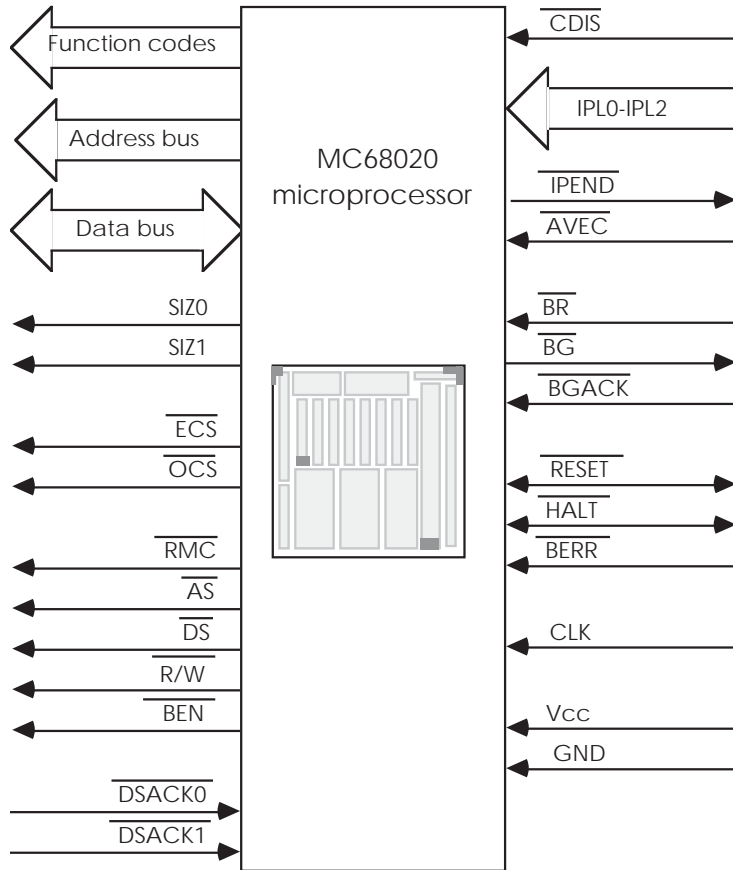 Function codes
Address bus
Data bus
SIZ0
SIZ1
ECS
OCS
RMC
AS
DS
R/W
BEN
DSACK0
DSACK1
MC68020
microprocessor
CDIS
IPL0-IPL2
IPEND
AVEC
BR
BG
BGACK
RESET
HALT
BERR
CLK
Vcc
GND